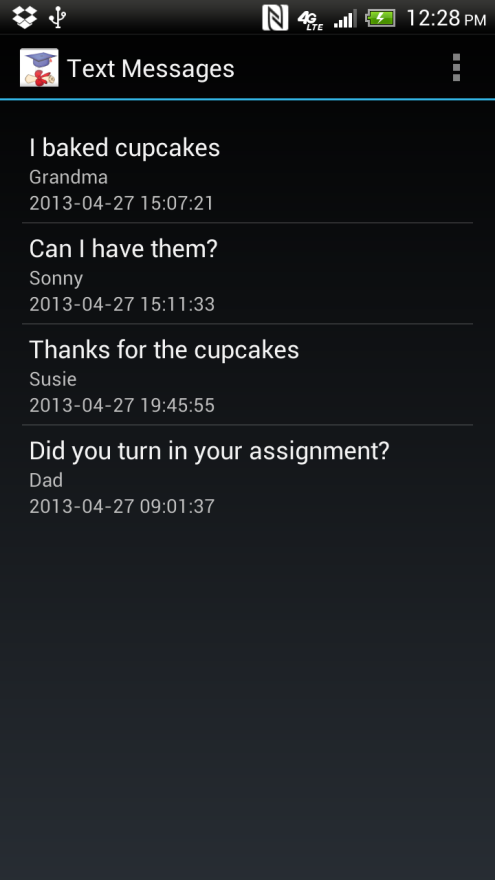 4G LTE 12:28 PM
Text Messages
I baked cupcakes
Grandma
2013-04-27 15:07:21
Can I have them?
Sonny
2013-04-27 15:11:33
Thanks for the cupcakes
Susie
2013-04-27 19:45:55
Did you turn in your assignment?
Dad
2013-04-27 09:01:37